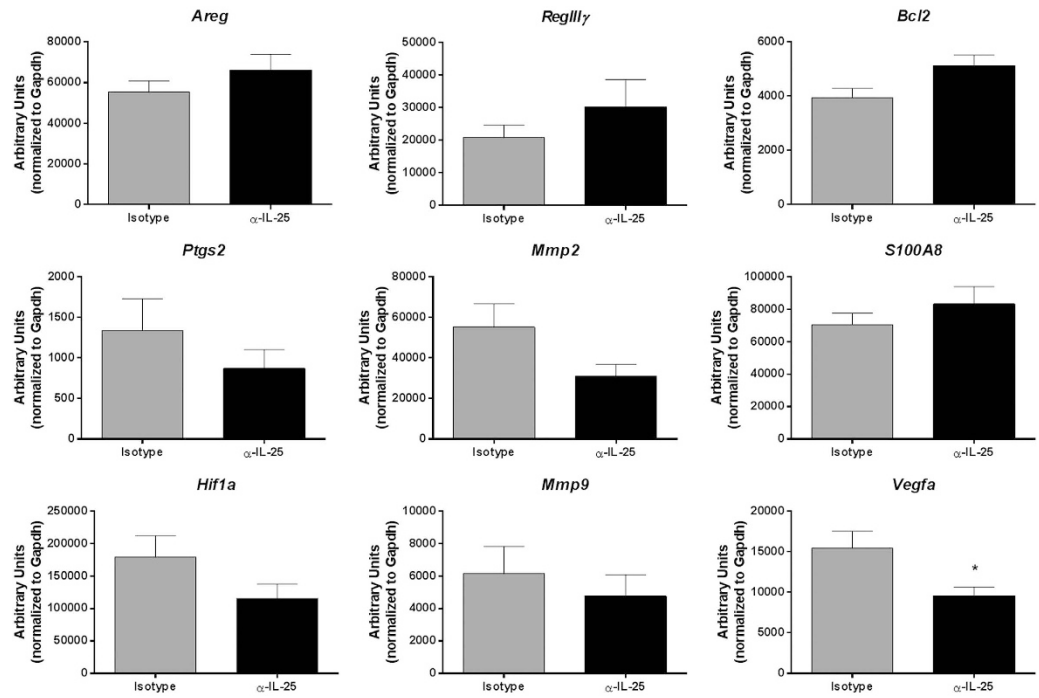 Areg
Arbitrary Units
(normalized to Gapdh)
80000
60000
40000
20000
0
Isotype
α-IL-25
RegIIIγ
Arbitrary Units
(normalized to Gapdh)
50000
40000
30000
20000
10000
0
Isotype
α-IL-25
Bcl2
Arbitrary Units
(normalized to Gapdh)
6000
4000
2000
0
Isotype
α-IL-25
Ptgs2
Arbitrary Units
(normalized to Gapdh)
2000
1500
1000
500
0
Isotype
α-IL-25
Mmp2
Arbitrary Units
(normalized to Gapdh)
80000
60000
40000
20000
0
Isotype
α-IL-25
S100A8
Arbitrary Units
(normalized to Gapdh)
100000
80000
60000
40000
20000
0
Isotype
α-IL-25
Hif1a
Arbitrary Units
(normalized to Gapdh)
250000
200000
150000
100000
50000
0
Isotype
α-IL-25
Mmp9
Arbitrary Units
(normalized to Gapdh)
10000
8000
6000
4000
2000
0
Isotype
α-IL-25
Vegfa
Arbitrary Units
(normalized to Gapdh)
20000
15000
10000
5000
0
*
Isotype
α-IL-25